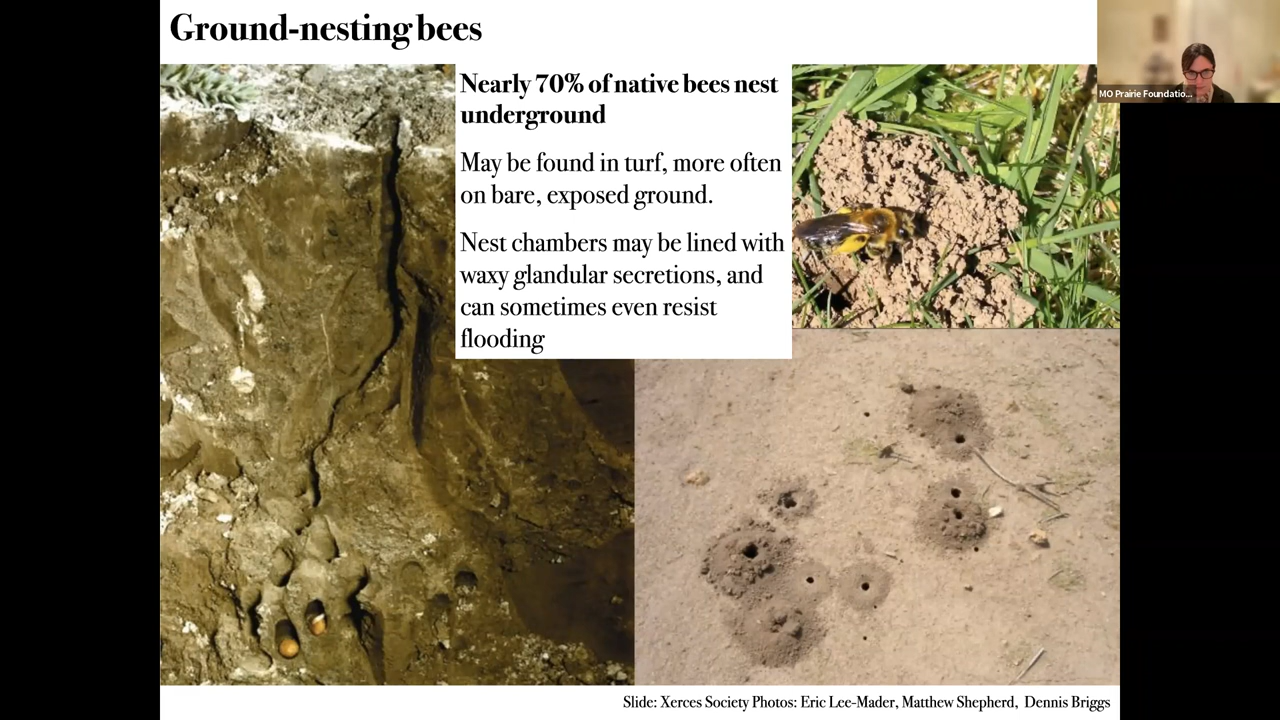 Ground-nesting bees
Nearly 70% of native bees nest
underground
May be found in turf, more often
on bare, exposed ground.
Nest chambers may be lined with
waxy glandular secretions, and
can sometimes even resist
flooding
MO Prairie Foundatio...
Slide: Xerces Society Photos: Eric Lee-Mader, Matthew Shepherd, Dennis Briggs